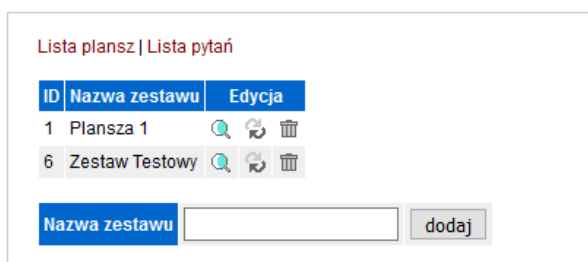 Lista plansz | Lista pytań
ID Nazwa zestawu Edycja
1 Plansza 1
6 Zestaw Testowy
Nazwa zestawu dodaj